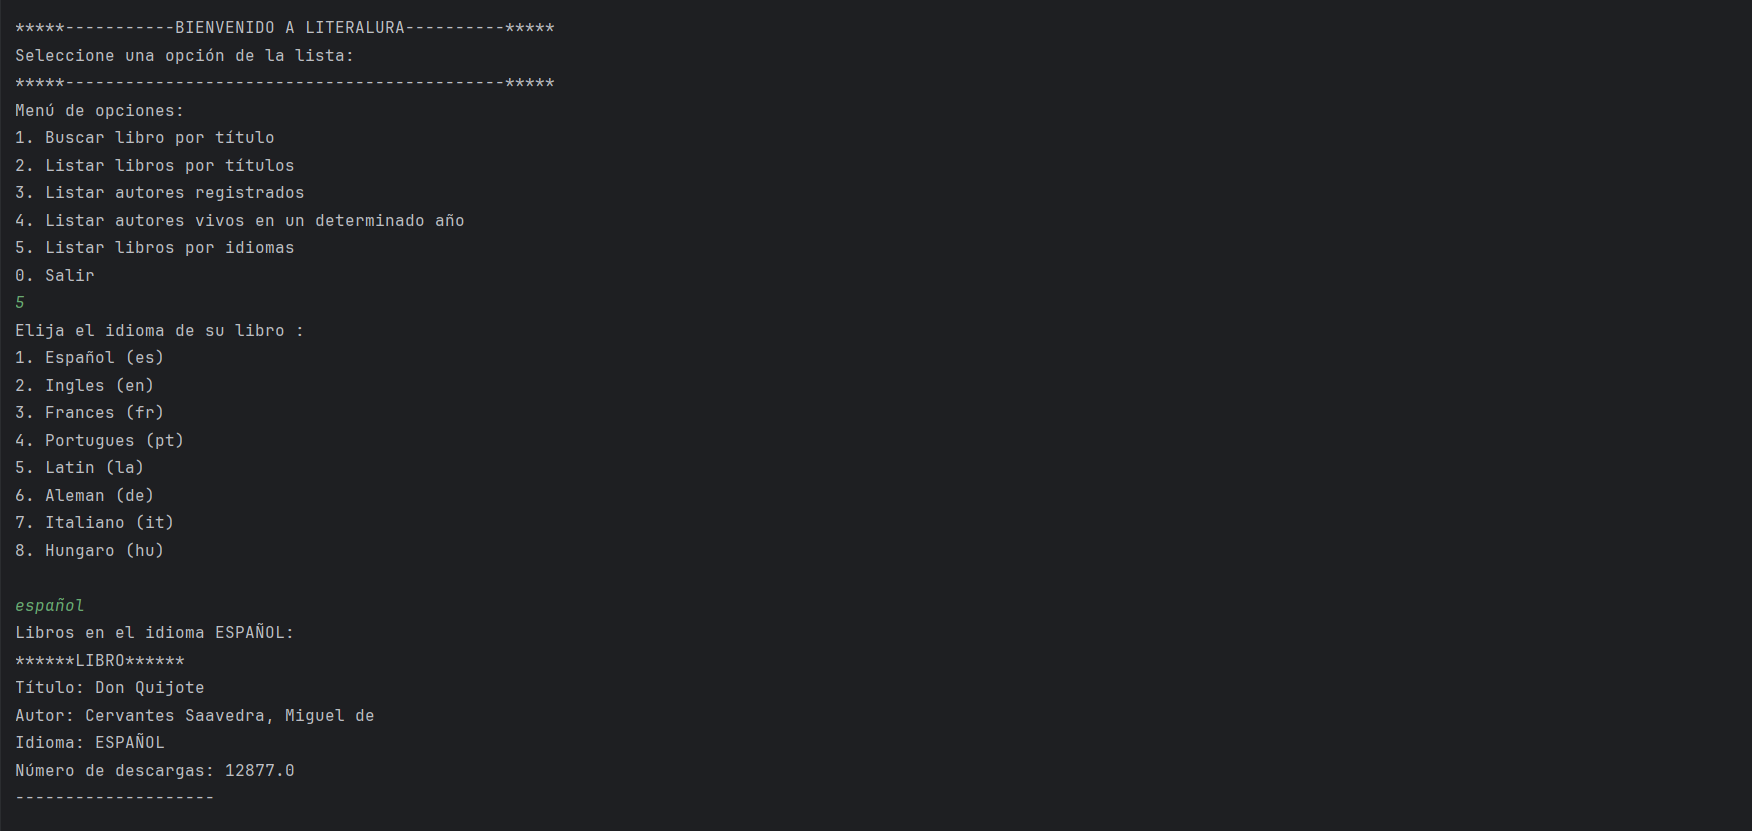 *****-----------BIENVENIDO A LITERALURA----------*****
Seleccione una opción de la lista:
*****--------------------------------------------*****
Menú de opciones:
1. Buscar libro por título
2. Listar libros por títulos
3. Listar autores registrados
4. Listar autores vivos en un determinado año
5. Listar libros por idiomas
0. Salir
5
Elija el idioma de su libro :
1. Español (es)
2. Ingles (en)
3. Frances (fr)
4. Portugues (pt)
5. Latin (la)
6. Aleman (de)
7. Italiano (it)
8. Hungaro (hu)
español
Libros en el idioma ESPAÑOL:
******LIBRO******
Título: Don Quijote
Autor: Cervantes Saavedra, Miguel de
Idioma: ESPAÑOL
Número de descargas: 12877.0
--------------------